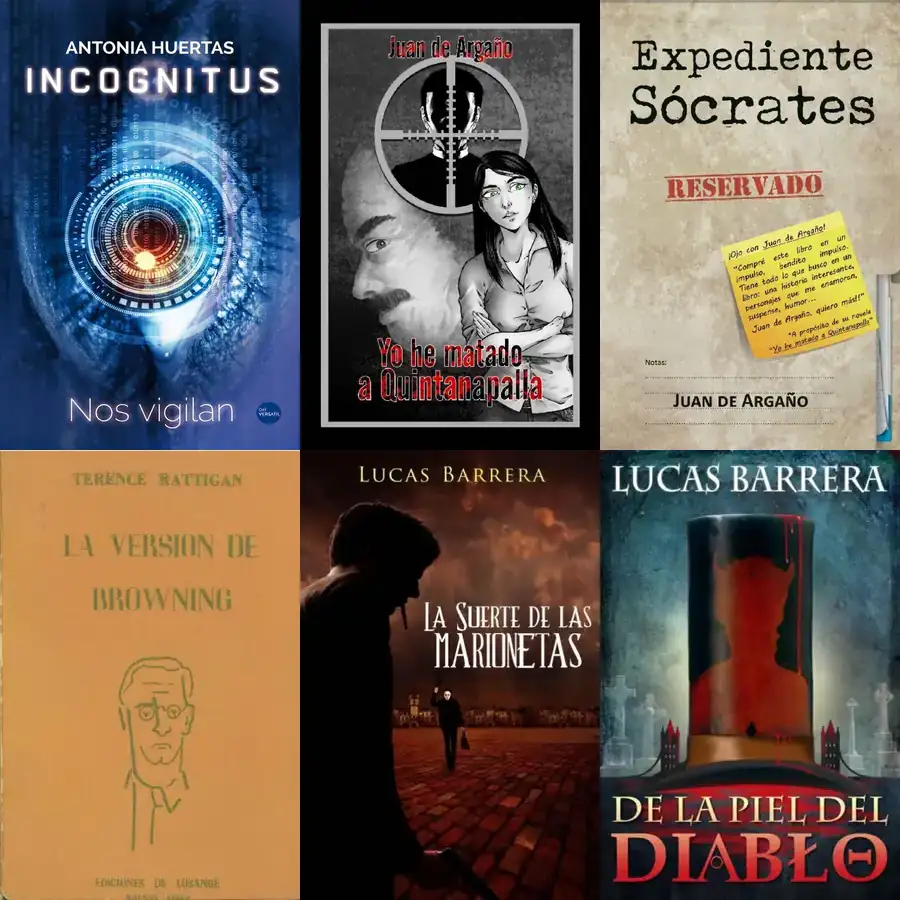 ANTONIA HUERTAS
INCOGNITUS
Nos vigilan
VERSATIL
Juan de Argaño
Yo he matado
a Quintanapalla
Expediente
Sócrates
RESERVADO
¡Ojo con Juan de Argaño!
"Compré este libro en un
impulso, bendito impulso.
Tiene todo lo que busco en un
libro: una historia interesante,
personajes que me enamoran,
suspense, humor...
Juan de Argaño, quiero más!!"
"A propósito de su novela
"Yo he matado a Quintanapalla"
Notas:
JUAN DE ARGAÑO
TERENCE RATTIGAN
LA VERSION DE
BROWNING
EDICIONES DE LOSANGE
LUCAS BARRERA
LA SUERTE DE LAS
MARIONETAS
LUCAS BARRERA
DE LA PIEL DEL
DIABLO